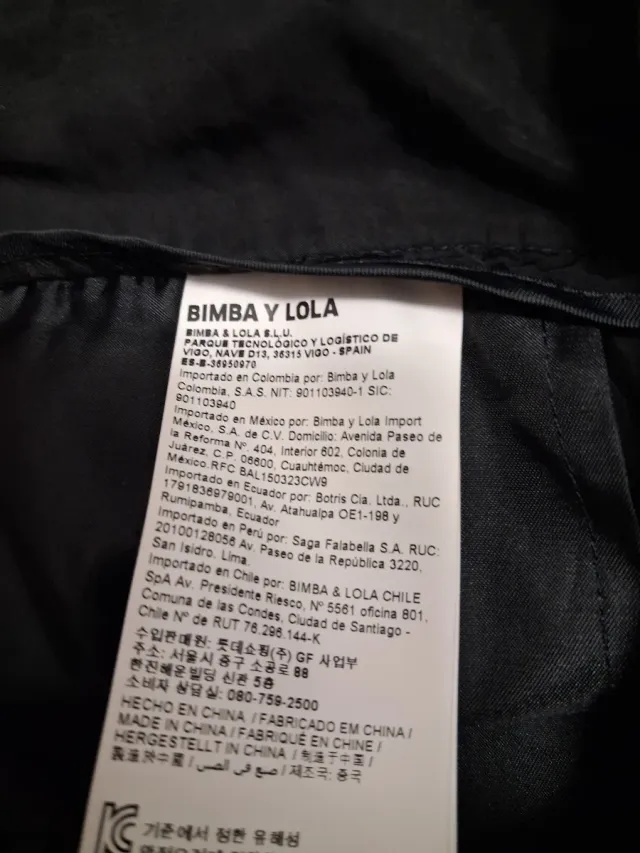 BIMBA Y LOLA
BIMBA & LOLA S.L.U.
PARQUE TECNOLÓGICO Y LOGÍSTICO DE
VIGO, NAVE D13, 36315 VIGO - SPAIN
ES-B-36950970
Importado en Colombia por: Bimba y Lola
Colombia, S.A.S. NIT: 901103940-1 SIC:
901103940
Importado en México por: Bimba y Lola Import
México, S.A. de C.V. Domicilio: Avenida Paseo de
la Reforma Nº. 404, Interior 602, Colonia de
Juárez, C.P. 06600, Cuauhtémoc, Ciudad de
México.RFC BAL150323CW9
Importado en Ecuador por: Botris Cia. Ltda., RUC
1791836979001, Av. Atahualpa OE1-198 y
Rumipamba, Ecuador
Importado en Perú por: Saga Falabella S.A. RUC:
20100128056 Av. Paseo de la República 3220,
San Isidro, Lima.
Importado en Chile por: BIMBA & LOLA CHILE
SpA Av. Presidente Riesco, Nº 5561 oficina 801,
Comuna de las Condes, Ciudad de Santiago -
Chile Nº de RUT 76.296.144-K
수입판매원: 롯데쇼핑(주) GF 사업부
주소: 서울시 중구 소공로 88
한진해운빌딩 신관 5층
소비자 상담실: 080-759-2500
HECHO EN CHINA / FABRICADO EM CHINA /
MADE IN CHINA / FABRIQUÉ EN CHINE /
HERGESTELLT IN CHINA / 制造于中国 /
製造於中國 / صنع في الصين / 제조국: 중국
KC 기준에서 정한 유해성